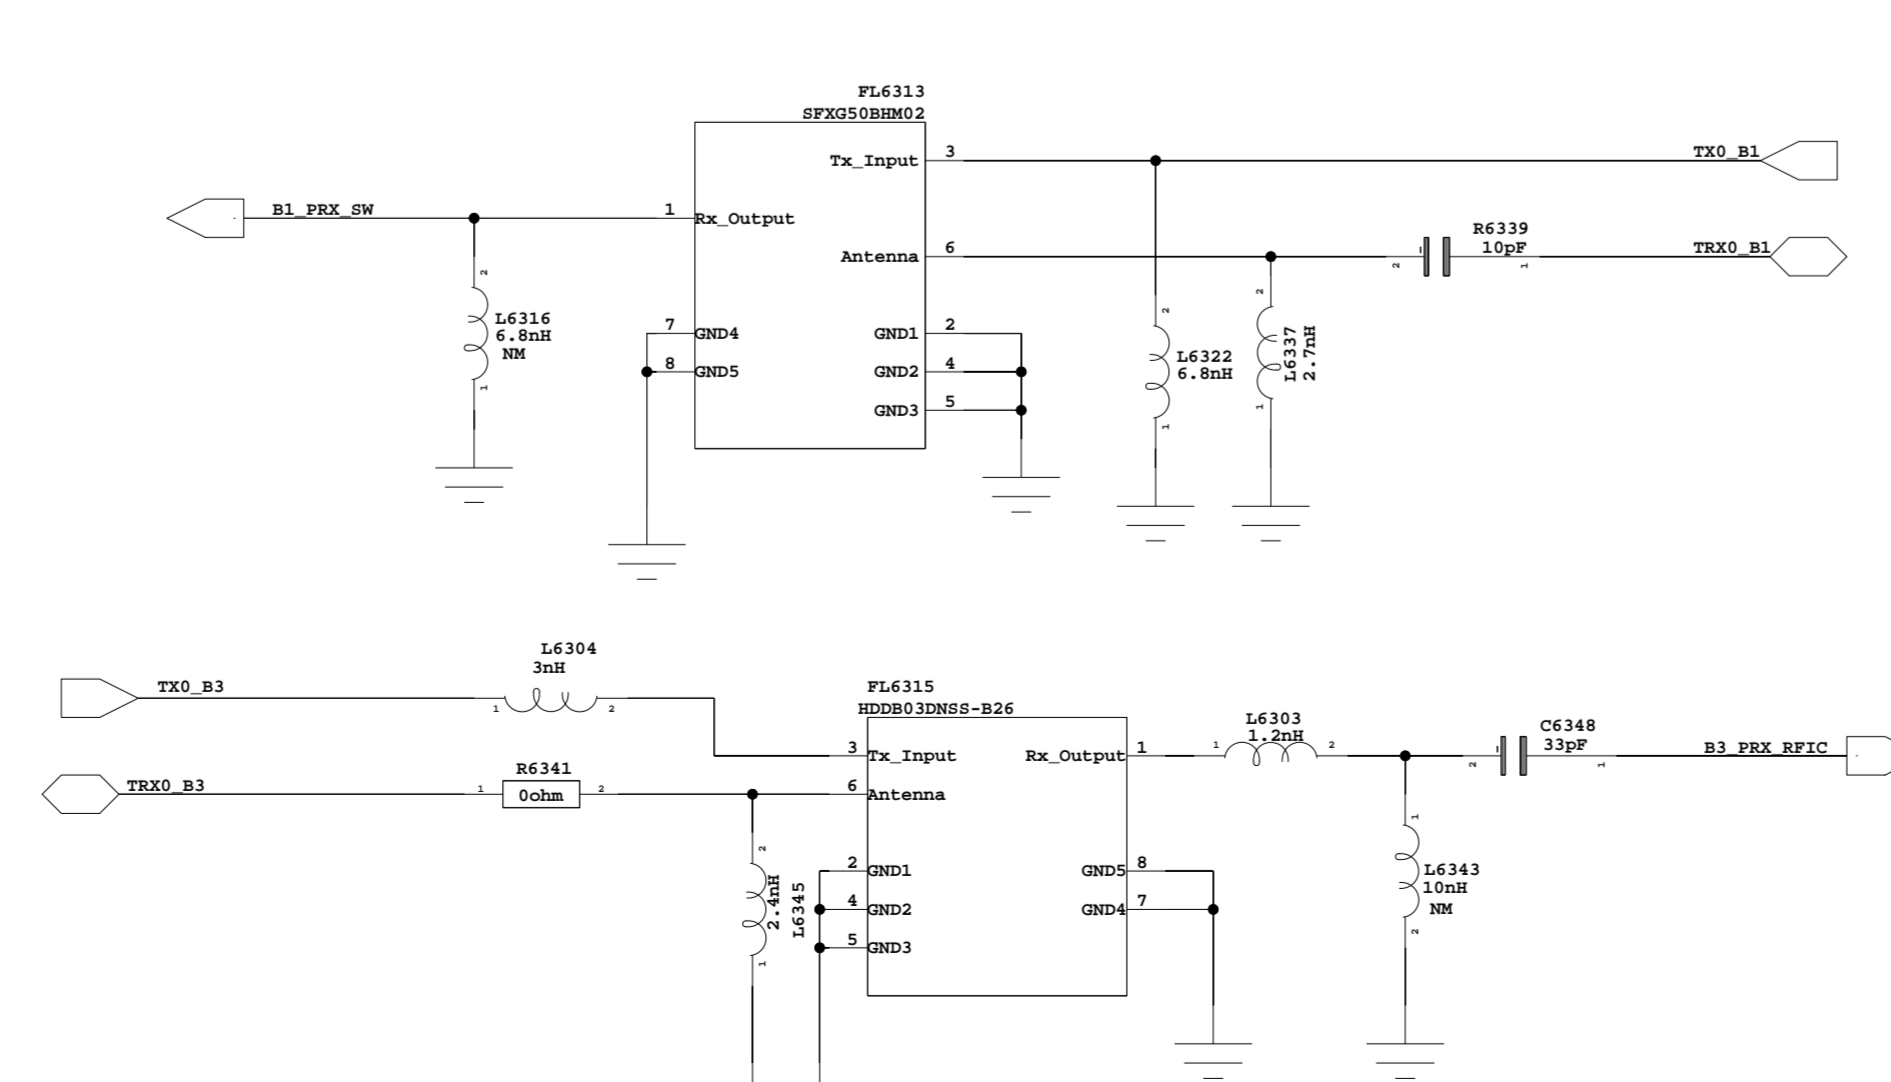 FL6313
SFXG50BHM02
Tx_Input
3
TX0_B1
B1_PRX_SW
1
Rx_Output
R6339
10pF
Antenna
6
2
1
TRX0_B1
2
L6316
6.8nH
NM
1
7
GND4
8
GND5
GND1
2
GND2
4
GND3
5
2
L6322
6.8nH
1
2
L6337
2.7nH
1
L6304
3nH
TX0_B3
1
2
FL6315
HDDB03DNSS-B26
3
Tx_Input
Rx_Output
1
L6303
1.2nH
1
2
C6348
33pF
2
1
B3_PRX_RFIC
R6341
TRX0_B3
1
0ohm
2
6
Antenna
2
2.4nH
L6345
1
2
GND1
4
GND2
5
GND3
GND5
8
GND4
7
1
L6343
10nH
NM
2